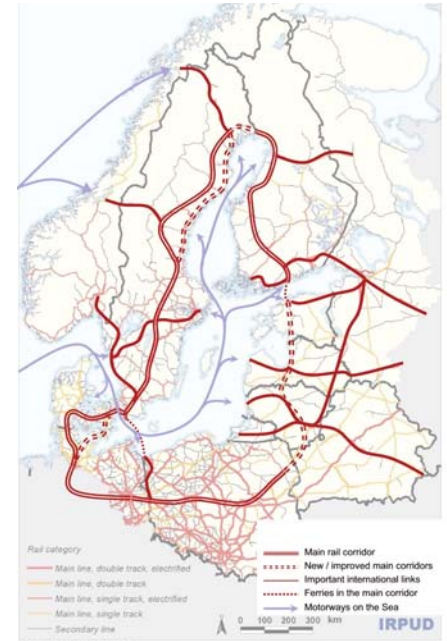 Rail category
Main line, double track, electrified
Main line, double track
Main line, single track, electrified
Main line, single track
Secondary line
Main rail corridor
New / improved main corridors
Important international links
Ferries in the main corridor
Motorways on the Sea
0 100 200 300
km
IRPUD